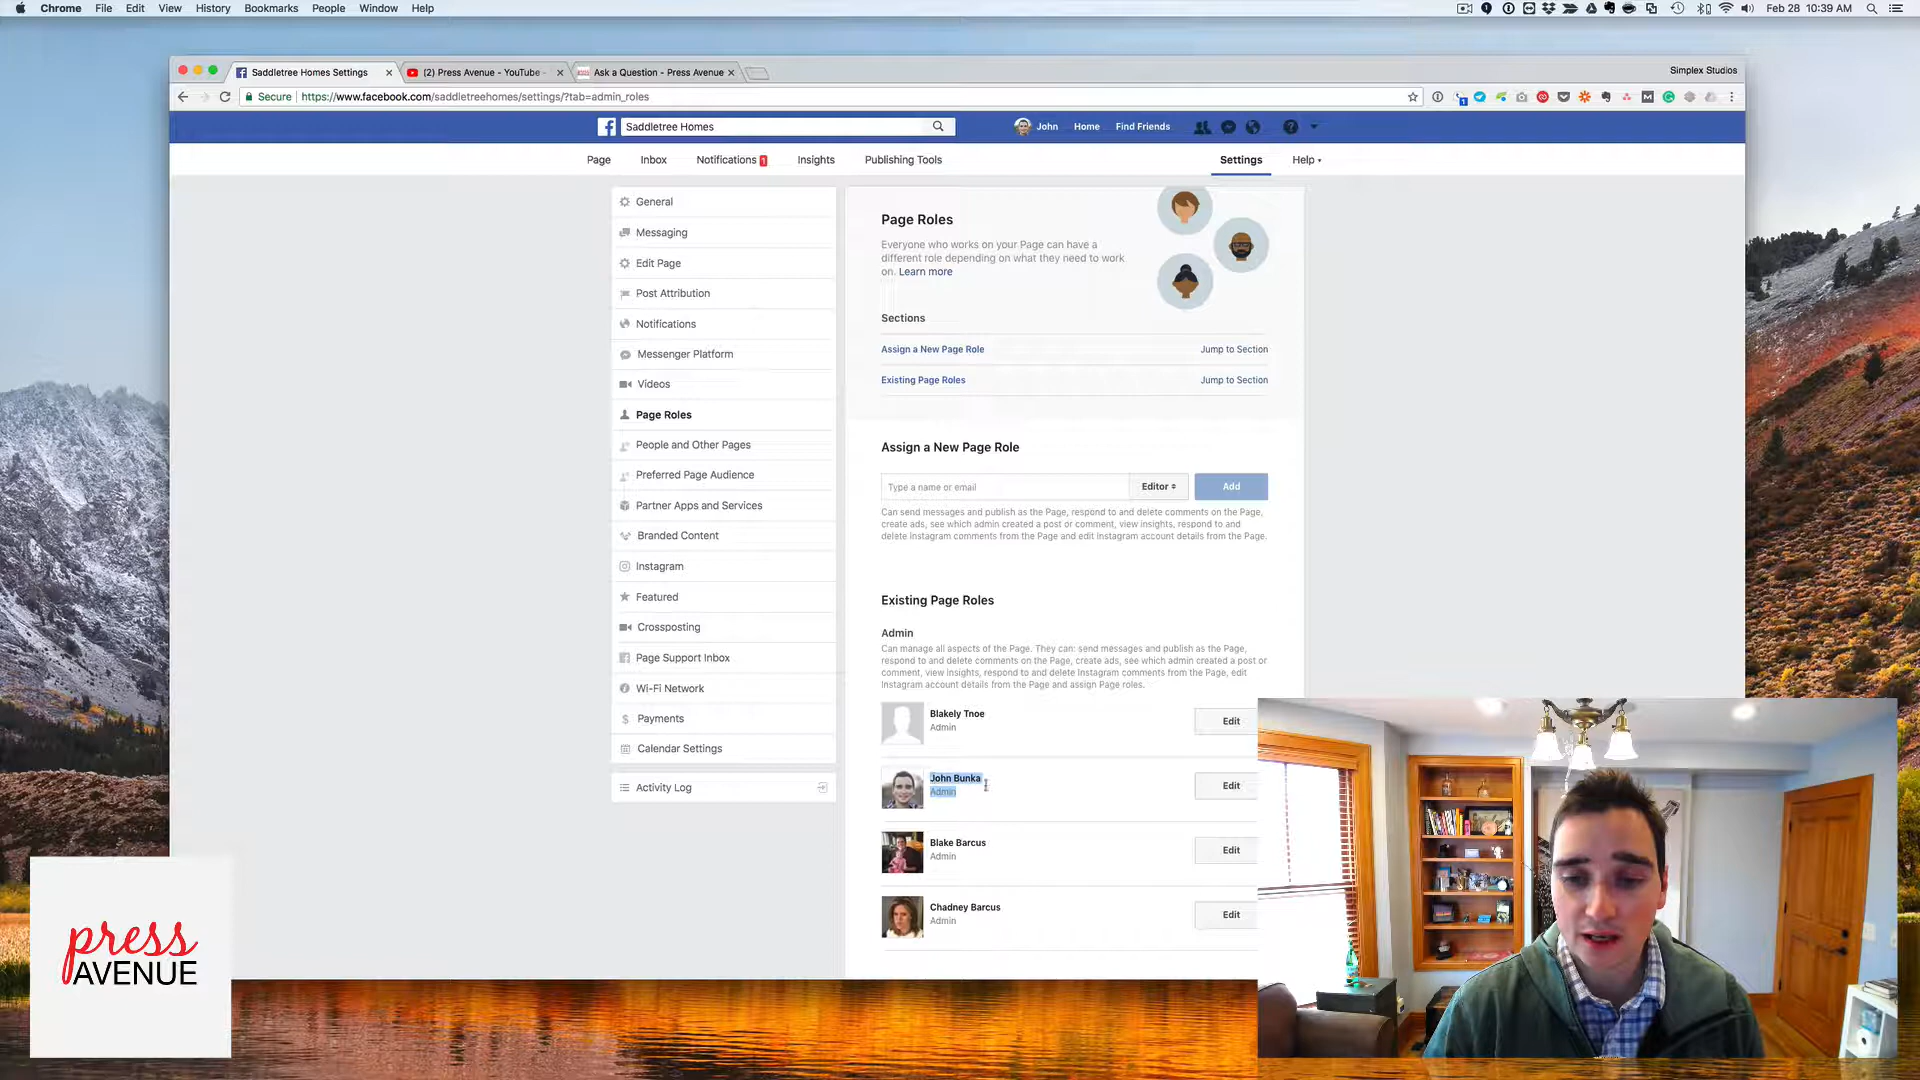 Chrome File Edit View History Bookmarks People Window Help
Feb 28 10:39 AM
Saddletree Homes Settings
(2) Press Avenue - YouTube
Ask a Question - Press Avenue
Simplex Studios
Secure https://www.facebook.com/saddletreehomes/settings/?tab=admin_roles
Saddletree Homes
John Home Find Friends
Page Inbox Notifications 1 Insights Publishing Tools Settings Help
General
Messaging
Edit Page
Post Attribution
Notifications
Messenger Platform
Videos
Page Roles
People and Other Pages
Preferred Page Audience
Partner Apps and Services
Branded Content
Instagram
Featured
Crossposting
Page Support Inbox
Wi-Fi Network
Payments
Calendar Settings
Activity Log
Page Roles
Everyone who works on your Page can have a
different role depending on what they need to work
on. Learn more
Sections
Assign a New Page Role Jump to Section
Existing Page Roles Jump to Section
Assign a New Page Role
Type a name or email Editor Add
Can send messages and publish as the Page, respond to and delete comments on the Page,
create ads, see which admin created a post or comment, view insights, respond to and
delete Instagram comments from the Page and edit Instagram account details from the Page.
Existing Page Roles
Admin
Can manage all aspects of the Page. They can: send messages and publish as the Page,
respond to and delete comments on the Page, create ads, see which admin created a post or
comment, view insights, respond to and delete Instagram comments from the Page, edit
Instagram account details from the Page and assign Page roles.
Blakely Tnoe
Admin
Edit
John Bunka
Admin
Edit
Blake Barcus
Admin
Edit
Chadney Barcus
Admin
Edit
press
AVENUE